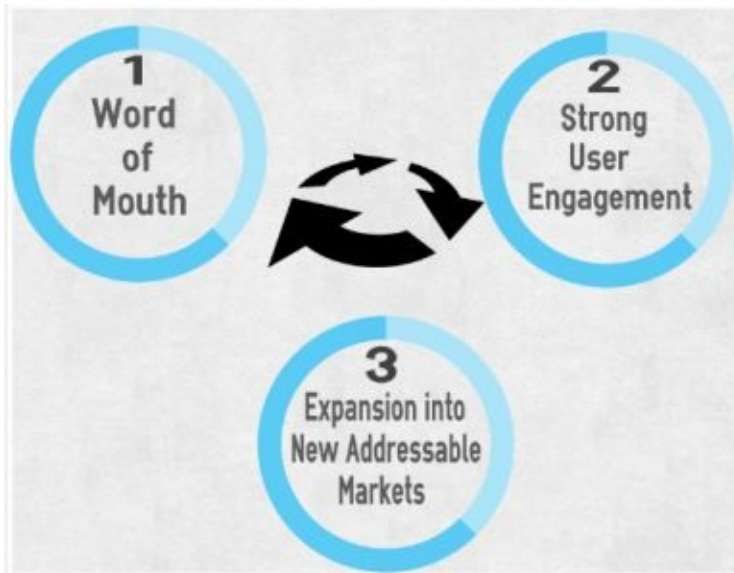 1
Word
of
Mouth
2
Strong
User
Engagement
3
Expansion into
New Addressable
Markets